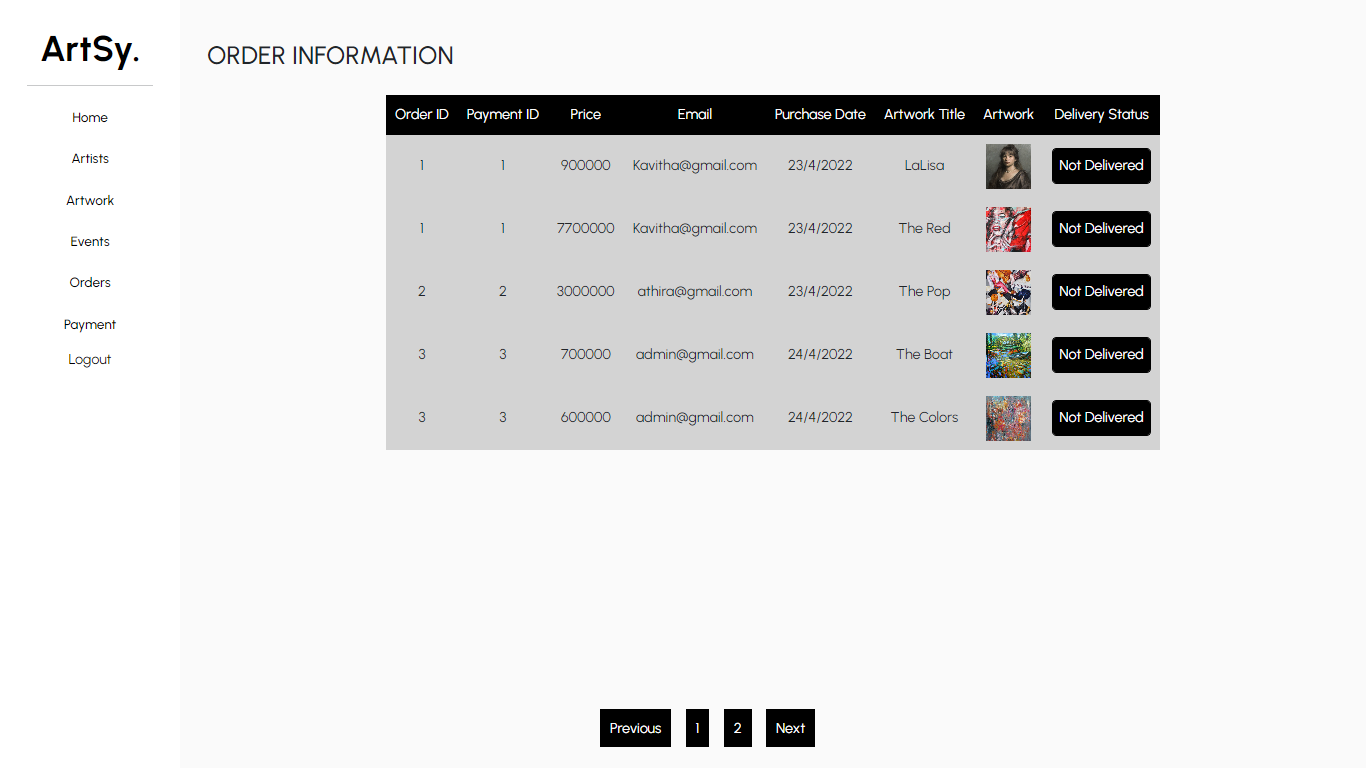 ArtSy.
Home
Artists
Artwork
Events
Orders
Payment
Logout
ORDER INFORMATION
Order ID Payment ID Price Email Purchase Date Artwork Title Artwork Delivery Status
1 1 900000 Kavitha@gmail.com 23/4/2022 LaLisa Not Delivered
1 1 7700000 Kavitha@gmail.com 23/4/2022 The Red Not Delivered
2 2 3000000 athira@gmail.com 23/4/2022 The Pop Not Delivered
3 3 700000 admin@gmail.com 24/4/2022 The Boat Not Delivered
3 3 600000 admin@gmail.com 24/4/2022 The Colors Not Delivered
Previous 1 2 Next